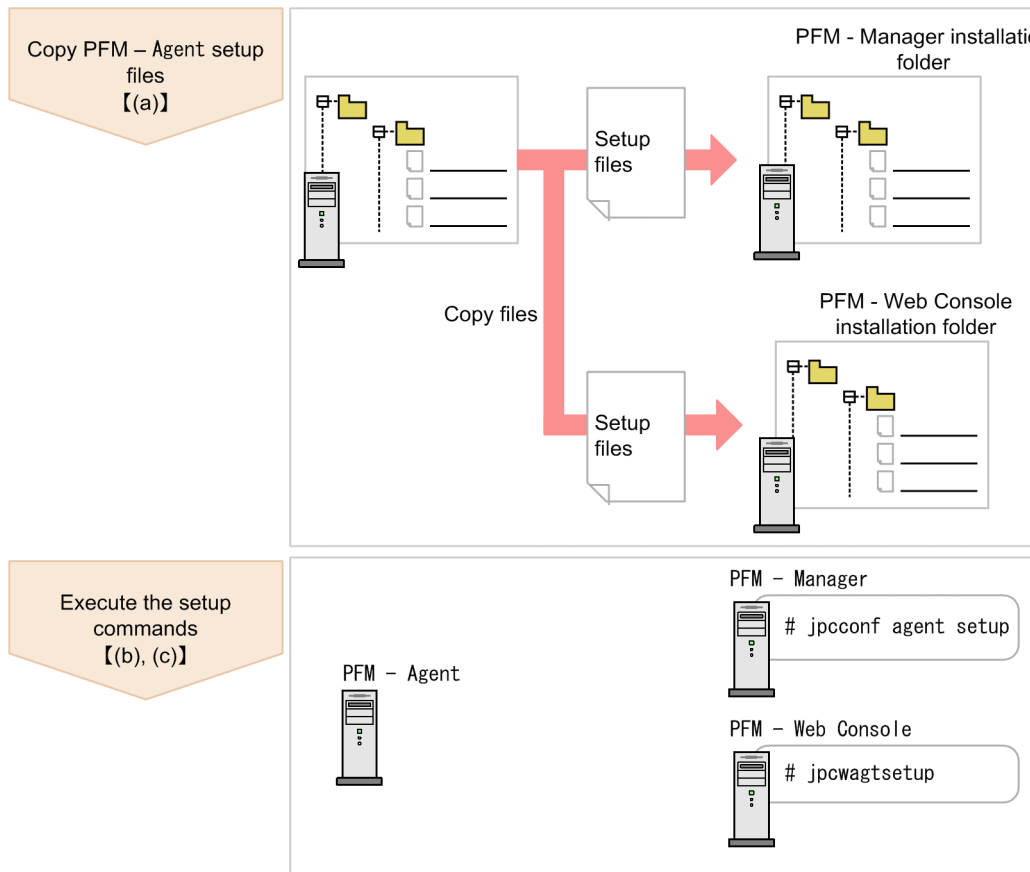 Copy PFM – Agent setup
files
【(a)】
PFM - Manager installati
folder
Setup
files
Copy files
PFM - Web Console
installation folder
Setup
files
Execute the setup
commands
【(b), (c)】
PFM – Agent
PFM – Manager
# jpcconf agent setup
PFM – Web Console
# jpcwagtsetup